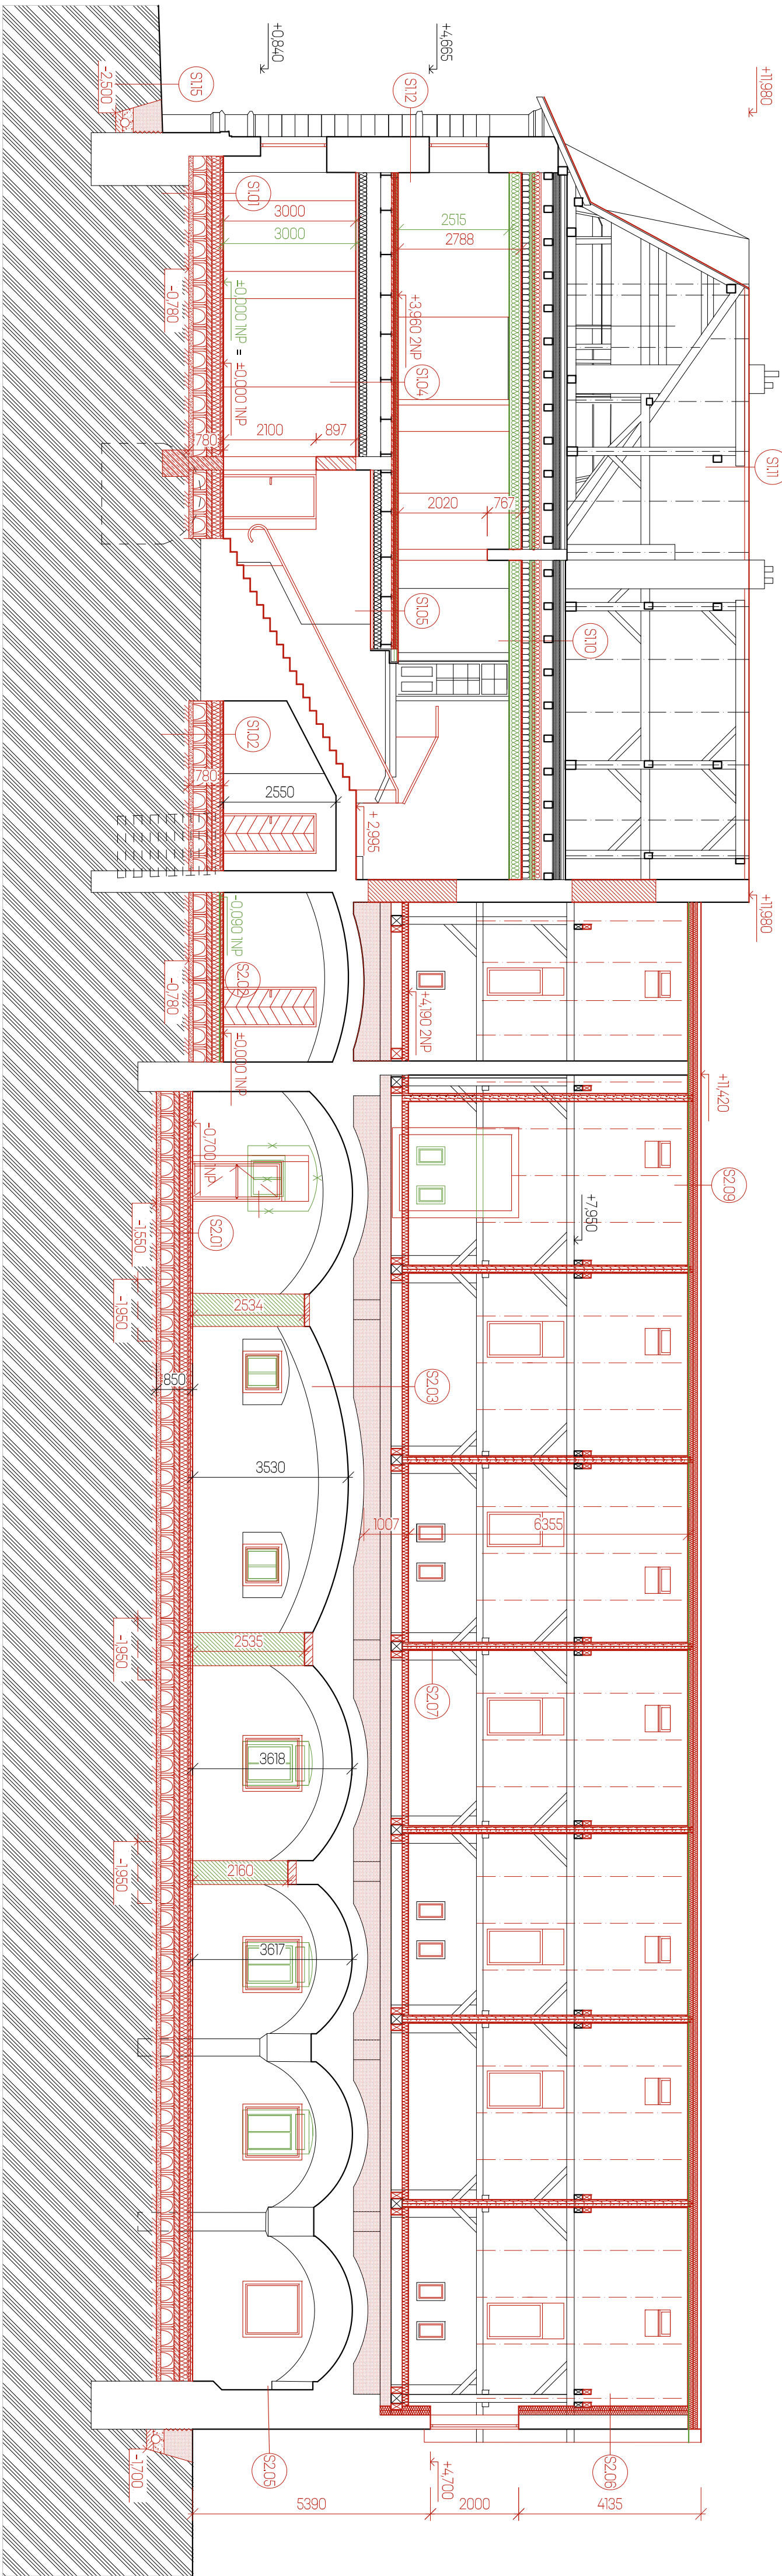 +0,840
+4,665
+11,980
-2,500
S1.15
S1.12
S1.01
3000
3000
2515
2788
-0,780
±0,000 1NP = ±0,000 1NP
+3,960 2NP
S1.04
2100
897
780
S1.11
2020
767
S1.05
S1.10
S1.02
780
2550
+ 2,995
+11,980
-0,090 1NP
S2.02
-0,780
±0,000 1NP
+4,190 2NP
+11,420
-0,700 1NP
S2.01
-1,550
+7,950
S2.09
-1,950
2534
850
S2.03
3530
1007
6355
-1,950
2535
S2.07
3618
-1,950
2160
3617
-1,700
S2.05
+4,700
S2.06
5390
2000
4135